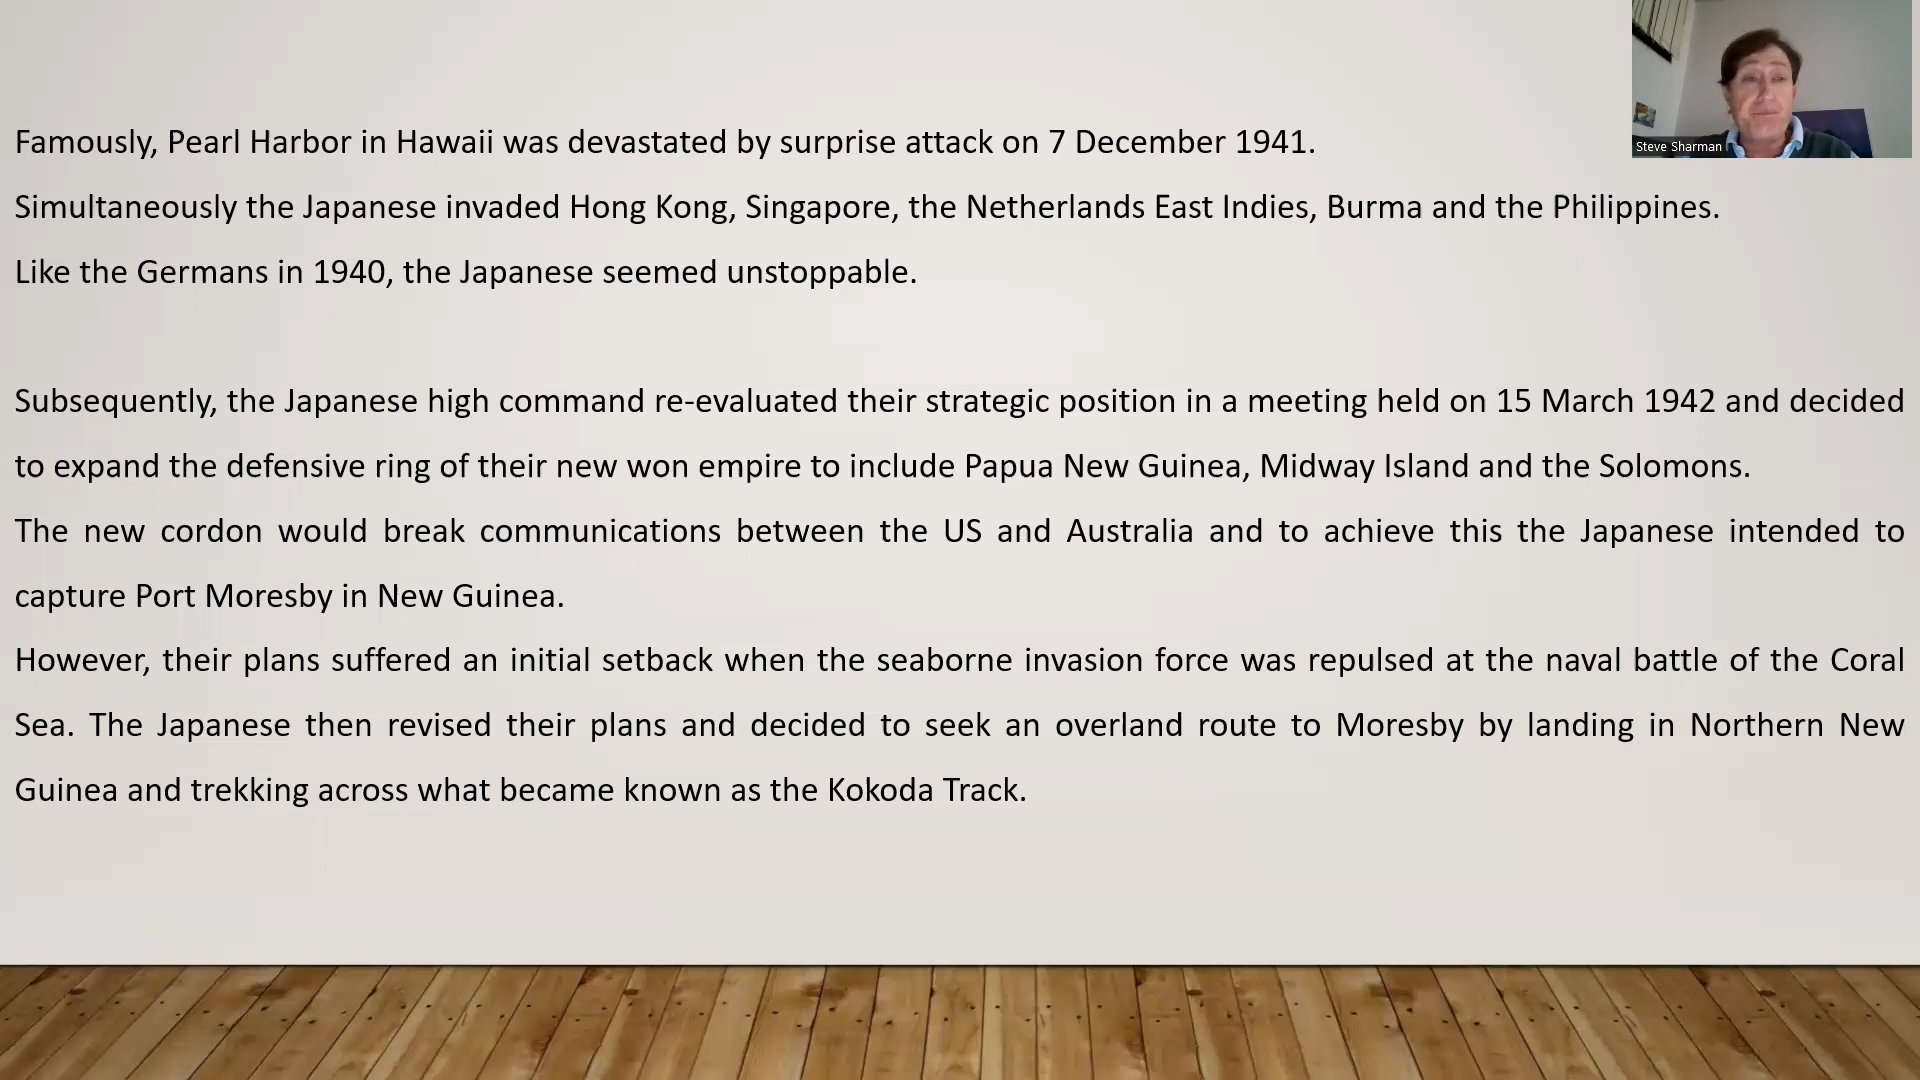 Steve Sharman
Famously, Pearl Harbor in Hawaii was devastated by surprise attack on 7 December 1941.
Simultaneously the Japanese invaded Hong Kong, Singapore, the Netherlands East Indies, Burma and the Philippines.
Like the Germans in 1940, the Japanese seemed unstoppable.
Subsequently, the Japanese high command re-evaluated their strategic position in a meeting held on 15 March 1942 and decided
to expand the defensive ring of their new won empire to include Papua New Guinea, Midway Island and the Solomons.
The new cordon would break communications between the US and Australia and to achieve this the Japanese intended to
capture Port Moresby in New Guinea.
However, their plans suffered an initial setback when the seaborne invasion force was repulsed at the naval battle of the Coral
Sea. The Japanese then revised their plans and decided to seek an overland route to Moresby by landing in Northern New
Guinea and trekking across what became known as the Kokoda Track.